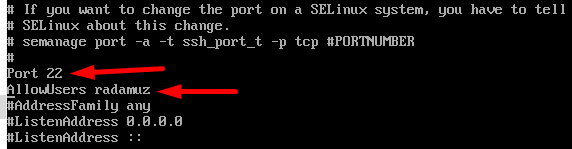 # If you want to change the port on a SELinux system, you have to tell
# SELinux about this change.
# semanage port -a -t ssh_port_t -p tcp #PORTNUMBER
#
Port 22
AllowUsers radamuz
#AddressFamily any
#ListenAddress 0.0.0.0
#ListenAddress ::